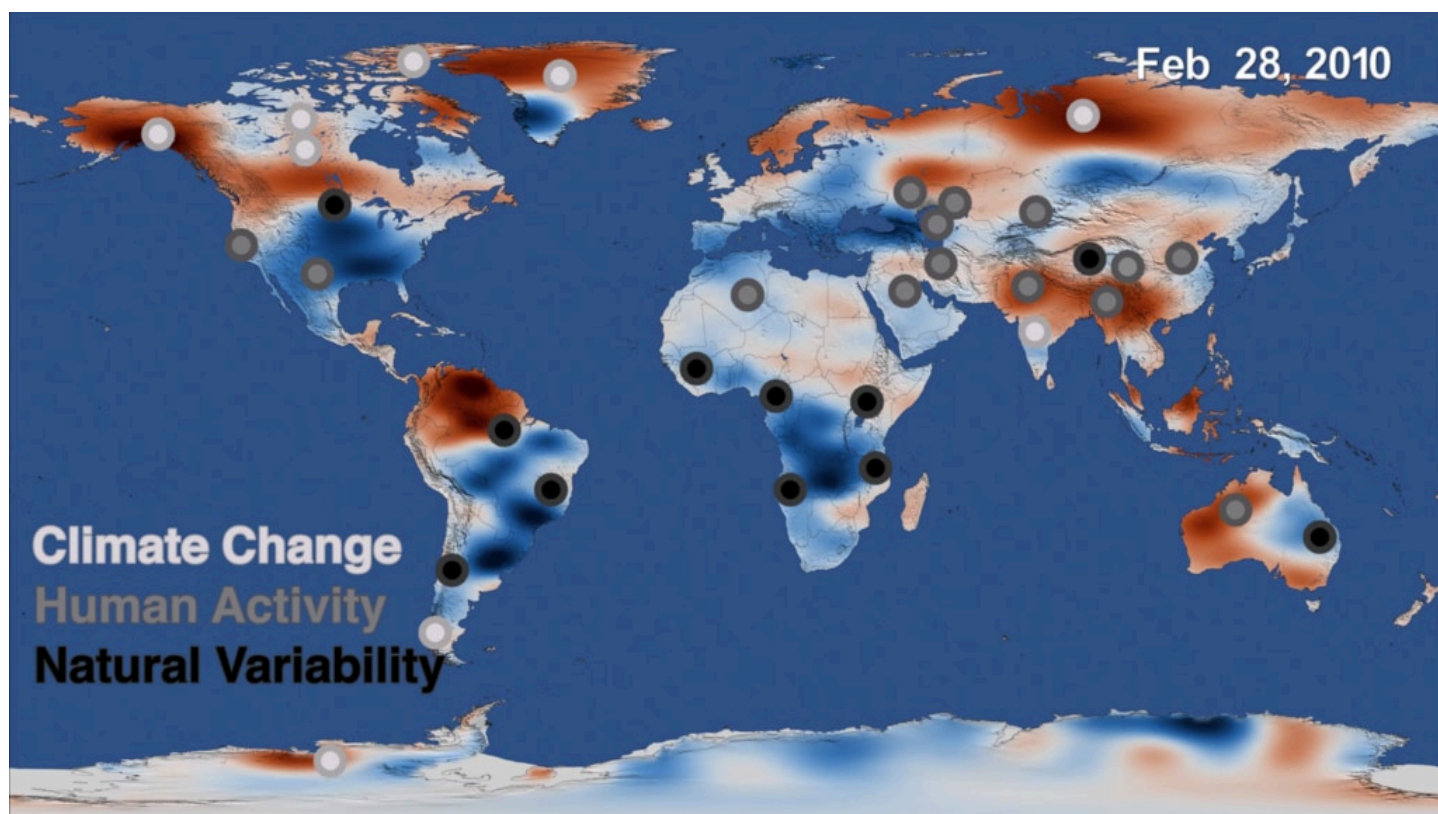 Feb 28, 2010
Climate Change
Human Activity
Natural Variability